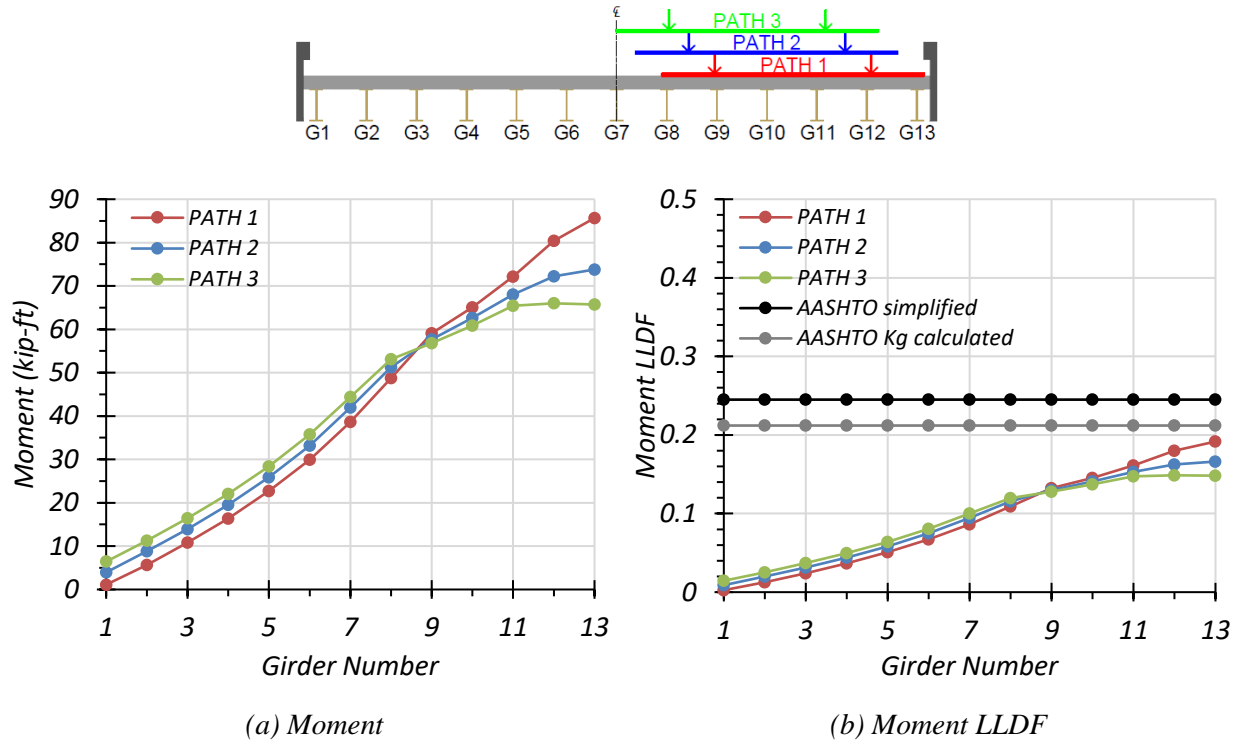 ℄
PATH 3
PATH 2
PATH 1
G1 G2 G3 G4 G5 G6 G7 G8 G9 G10 G11 G12 G13
90
80
70
60
50
40
30
20
10
0
Moment (kip-ft)
PATH 1
PATH 2
PATH 3
1 3 5 7 9 11 13
Girder Number
(a) Moment
0.5
0.4
0.3
0.2
0.1
0
Moment LLDF
PATH 1
PATH 2
PATH 3
AASHTO simplified
AASHTO Kg calculated
1 3 5 7 9 11 13
Girder Number
(b) Moment LLDF